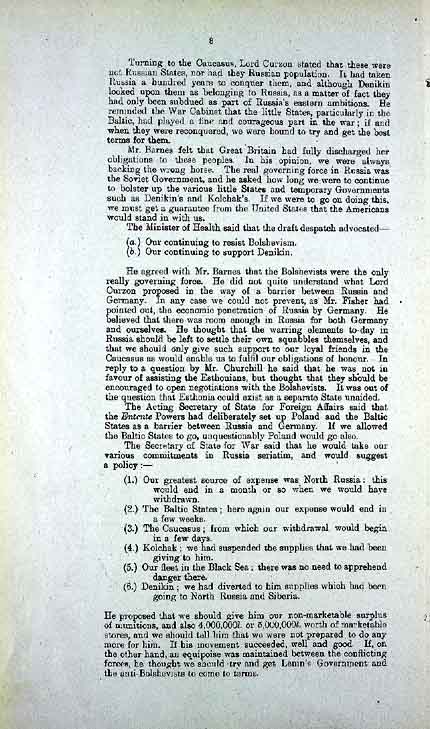 8
Turning to the Caucasus, Lord Curzon stated that these were
not Russian States, nor had they Russian population. It had taken
Russia a hundred years to conquer them, and although Denikin
looked upon them as belonging to Russia, as a matter of fact they
had only been subdued as part of Russia's eastern ambitions. He
reminded the War Cabinet that the little States, particularly in the
Baltic, had played a fine and courageous part in the war; if and
when they were reconquered, we were bound to try and get the best
terms for them.
Mr. Barnes felt that Great Britain had fully discharged her
obligations to these peoples. In his opinion, we were always
backing the wrong horse. The real governing force in Russia was
the Soviet Government, and he asked how long we were to continue
to bolster up the various little States and temporary Governments
such as Denikin's and Kolchak's. If we were to go on doing this,
we must get a guarantee from the United States that the Americans
would stand in with us.
The Minister of Health said that the draft despatch advocated—
(a.) Our continuing to resist Bolshevism.
(b.) Our continuing to support Denikin.
He agreed with Mr. Barnes that the Bolshevists were the only
really governing force. He did not quite understand what Lord
Curzon proposed in the way of a barrier between Russia and
Germany. In any case we could not prevent, as Mr. Fisher had
pointed out, the economic penetration of Russia by Germany. He
believed that there was room enough in Russia for both Germany
and ourselves. He thought that the warring elements to-day in
Russia should be left to settle their own squabbles themselves, and
that we should only give such support to our loyal friends in the
Caucasus as would enable us to fulfil our obligations of honour. In
reply to a question by Mr. Churchill he said that he was not in
favour of assisting the Esthonians, but thought that they should be
encouraged to open negotiations with the Bolshevists. It was out of
the question that Esthonia could exist as a separate State unaided.
The Acting Secretary of State for Foreign Affairs said that
the Entente Powers had deliberately set up Poland and the Baltic
States as a barrier between Russia and Germany. If we allowed
the Baltic States to go, unquestionably Poland would go also.
The Secretary of State for War said that he would take our
various commitments in Russia seriatim, and would suggest
a policy:—
(1.) Our greatest source of expense was North Russia: this
would end in a month or so when we would have
withdrawn.
(2.) The Baltic States; here again our expense would end in
a few weeks.
(3.) The Caucasus; from which our withdrawal would begin
in a few days.
(4.) Kolchak; we had suspended the supplies that we had been
giving to him.
(5.) Our fleet in the Black Sea: there was no need to apprehend
danger there.
(6.) Denikin; we had diverted to him supplies which had been
going to North Russia and Siberia.
He proposed that we should give him our non-marketable surplus
of munitions, and also 4,000,000l. or 5,000,000l. worth of marketable
stores, and we should tell him that we were not prepared to do any
more for him. If his movement succeeded, well and good. If, on
the other hand, an equipoise was maintained between the conflicting
forces, he thought we should try and get Lenin's Government and
the anti-Bolshevists to come to terms.